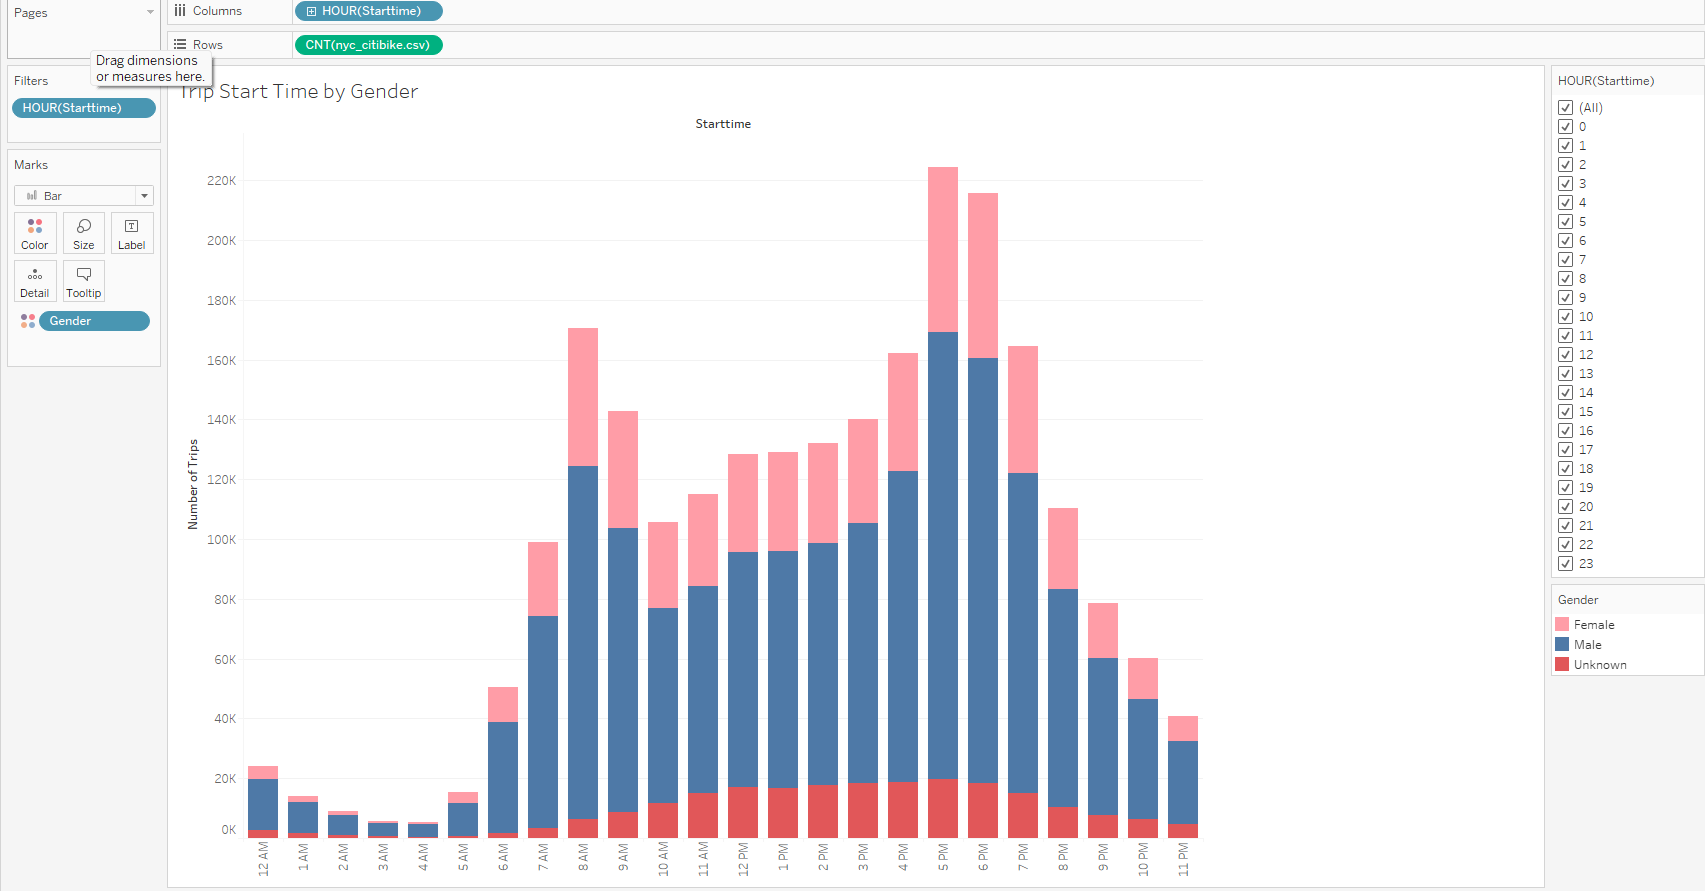 Pages
Columns
HOUR(Starttime)
Rows
CNT(nyc_citibike.csv)
Drag dimensions
or measures here.
Filters
HOUR(Starttime)
Marks
Bar
Color
Size
Label
Detail
Tooltip
Gender
Trip Start Time by Gender
Starttime
Number of Trips
220K
200K
180K
160K
140K
120K
100K
80K
60K
40K
20K
0K
12 AM
1 AM
2 AM
3 AM
4 AM
5 AM
6 AM
7 AM
8 AM
9 AM
10 AM
11 AM
12 PM
1 PM
2 PM
3 PM
4 PM
5 PM
6 PM
7 PM
8 PM
9 PM
10 PM
11 PM
HOUR(Starttime)
(All)
0
1
2
3
4
5
6
7
8
9
10
11
12
13
14
15
16
17
18
19
20
21
22
23
Gender
Female
Male
Unknown